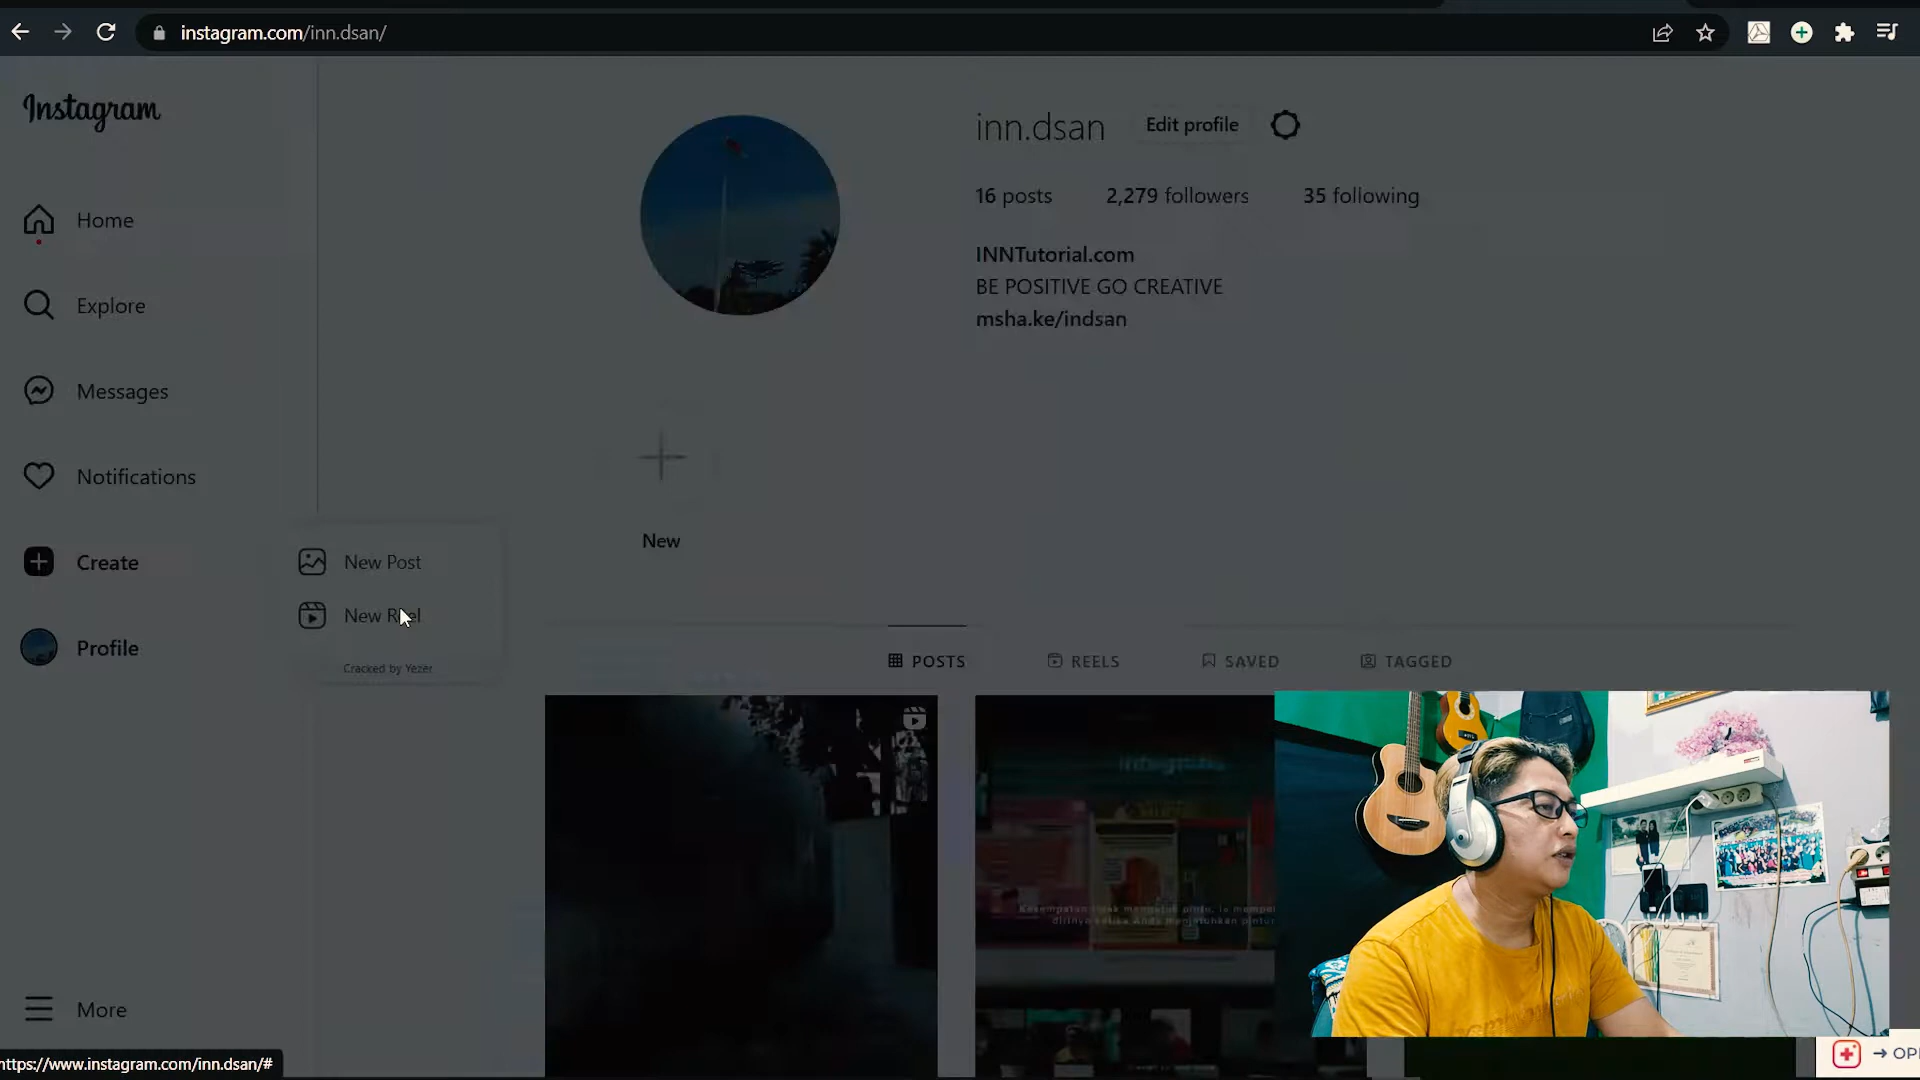 instagram.com/inn.dsan/
Instagram
Home
Explore
Messages
Notifications
Create
Profile
More
New Post
New Reel
Cracked by Yezer
inn.dsan
Edit profile
16 posts
2,279 followers
35 following
INNTutorial.com
BE POSITIVE GO CREATIVE
msha.ke/indsan
New
POSTS
REELS
SAVED
TAGGED
→ OP
https://www.instagram.com/inn.dsan/#